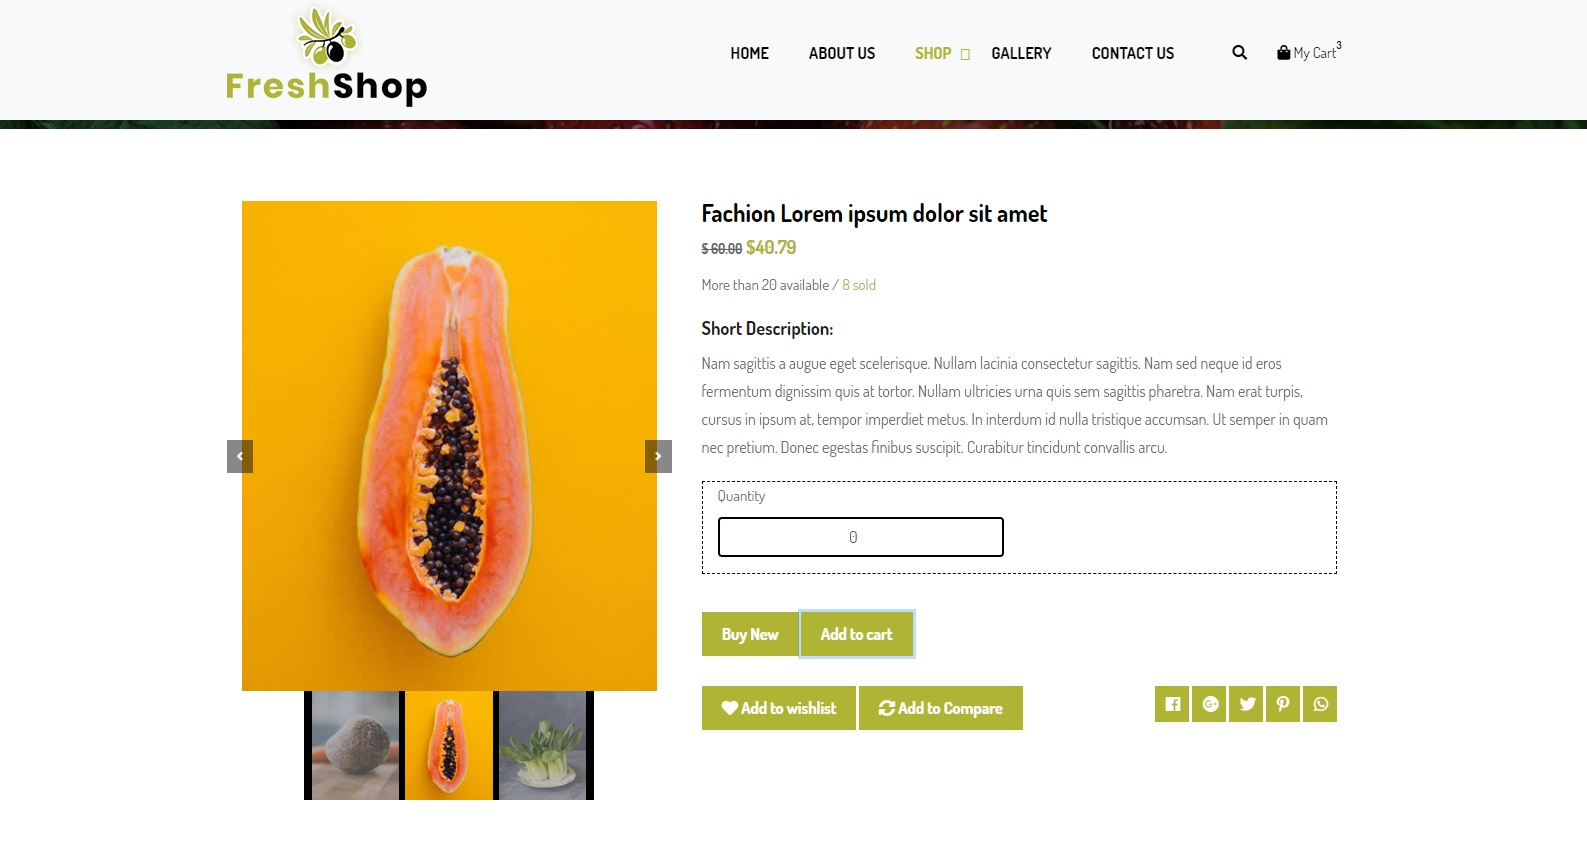 FreshShop
HOME
ABOUT US
SHOP
GALLERY
CONTACT US
My Cart
3
Fachion Lorem ipsum dolor sit amet
$ 60.00 $40.79
More than 20 available / 8 sold
Short Description:
Nam sagittis a augue eget scelerisque. Nullam lacinia consectetur sagittis. Nam sed neque id eros
fermentum dignissim quis at tortor. Nullam ultricies urna quis sem sagittis pharetra. Nam erat turpis,
cursus in ipsum at, tempor imperdiet metus. In interdum id nulla tristique accumsan. Ut semper in quam
nec pretium. Donec egestas finibus suscipit. Curabitur tincidunt convallis arcu.
Quantity
0
Buy New
Add to cart
Add to wishlist
Add to Compare